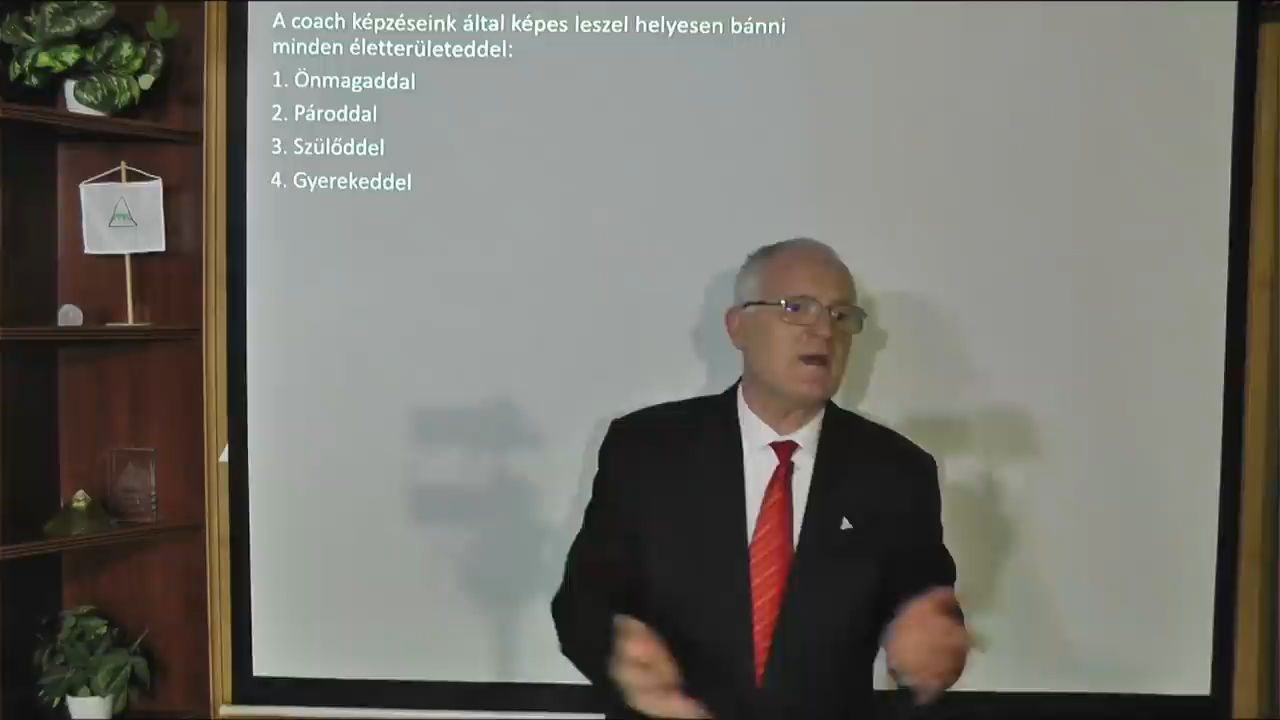 A coach képzéseink által képes leszel helyesen bánni
minden életterületeddel:
1. Önmagaddal
2. Pároddal
3. Szülőddel
4. Gyerekeddel